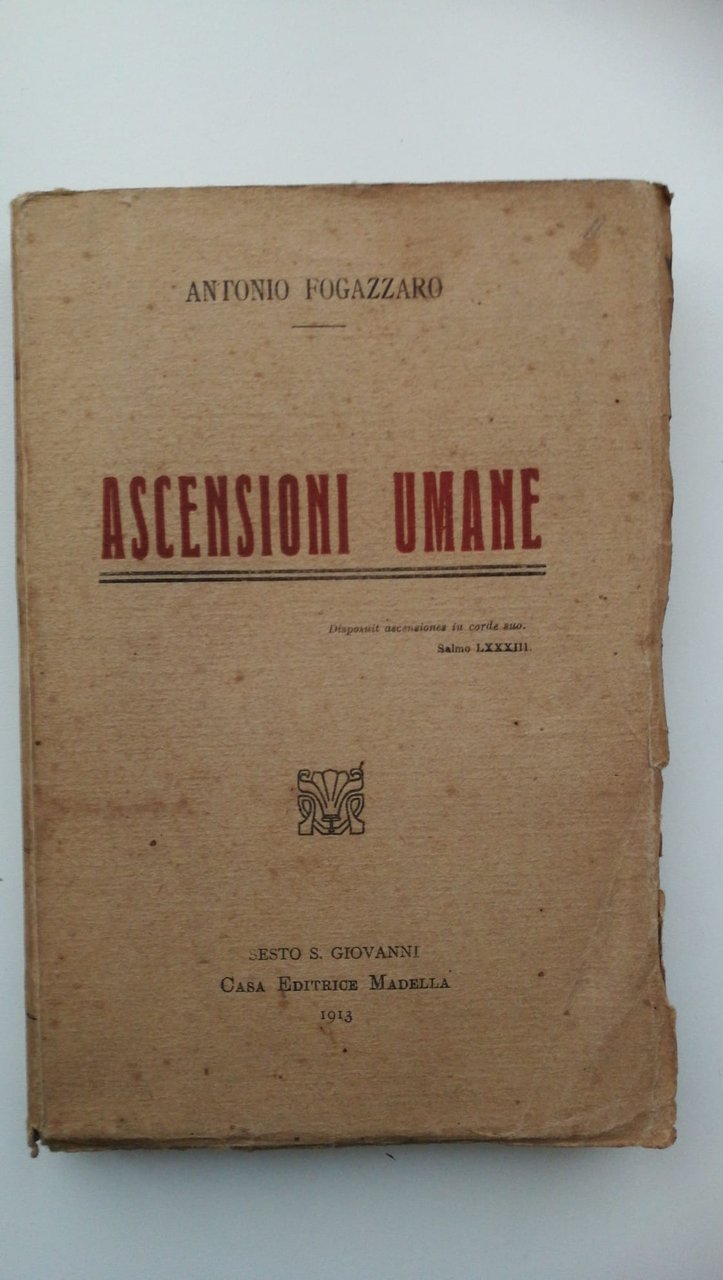 ANTONIO FOGAZZARO
ASCENSIONI UMANE
Disposuit ascensiones in corde suo.
Salmo LXXXIII.
SESTO S. GIOVANNI
CASA EDITRICE MADELLA
1913